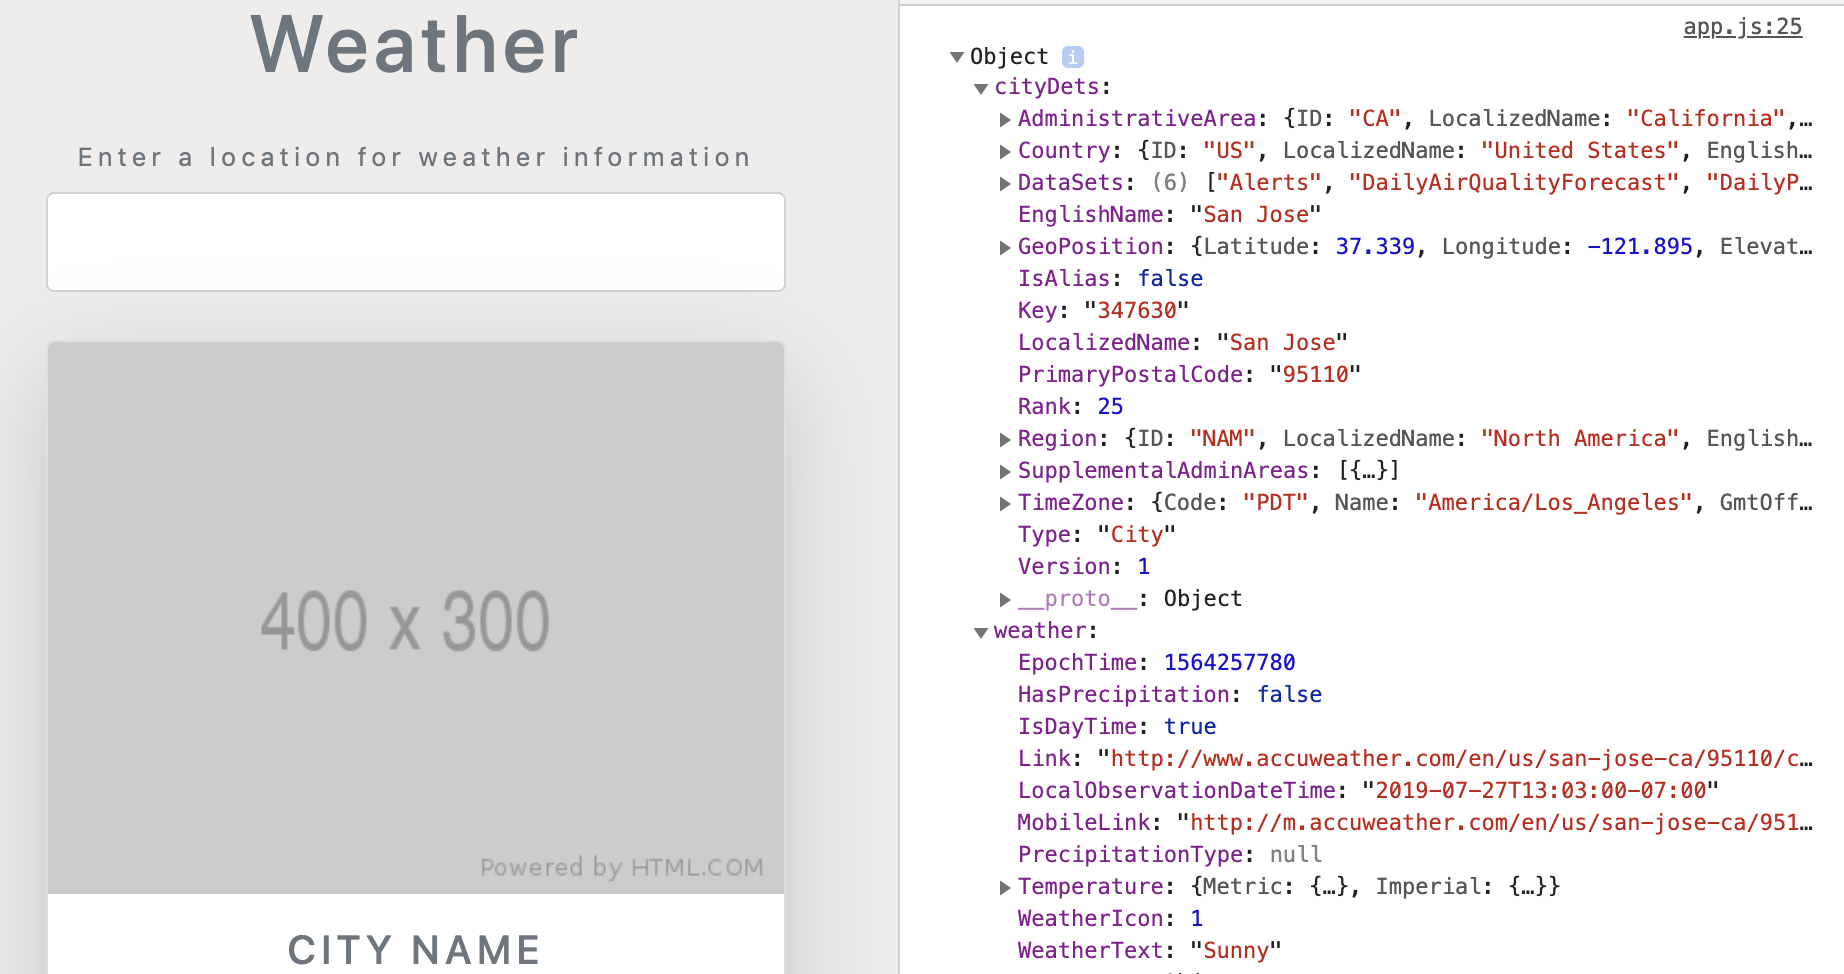 Weather
Enter a location for weather information
400 x 300
Powered by HTML.COM
CITY NAME
app.js:25
Object i
cityDets:
AdministrativeArea: {ID: "CA", LocalizedName: "California",…
Country: {ID: "US", LocalizedName: "United States", English…
DataSets: (6) ["Alerts", "DailyAirQualityForecast", "DailyP…
EnglishName: "San Jose"
GeoPosition: {Latitude: 37.339, Longitude: -121.895, Elevat…
IsAlias: false
Key: "347630"
LocalizedName: "San Jose"
PrimaryPostalCode: "95110"
Rank: 25
Region: {ID: "NAM", LocalizedName: "North America", English…
SupplementalAdminAreas: [{…}]
TimeZone: {Code: "PDT", Name: "America/Los_Angeles", GmtOff…
Type: "City"
Version: 1
__proto__: Object
weather:
EpochTime: 1564257780
HasPrecipitation: false
IsDayTime: true
Link: "http://www.accuweather.com/en/us/san-jose-ca/95110/c…
LocalObservationDateTime: "2019-07-27T13:03:00-07:00"
MobileLink: "http://m.accuweather.com/en/us/san-jose-ca/951…
PrecipitationType: null
Temperature: {Metric: {…}, Imperial: {…}}
WeatherIcon: 1
WeatherText: "Sunny"